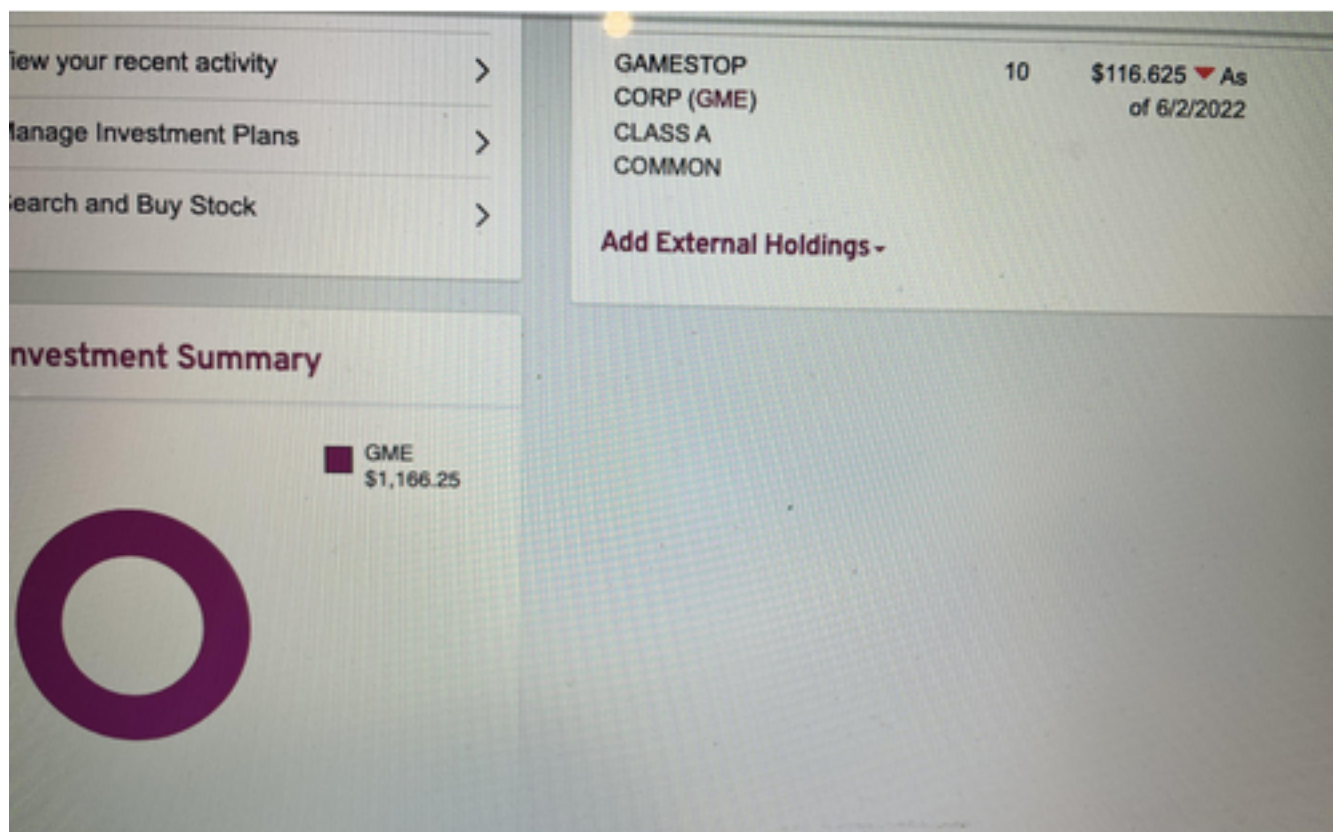 iew your recent activity
anage Investment Plans
earch and Buy Stock
nvestment Summary
GME
$1,166.25
GAMESTOP 10 $116.625 ▼ As
CORP (GME) of 6/2/2022
CLASS A
COMMON
Add External Holdings